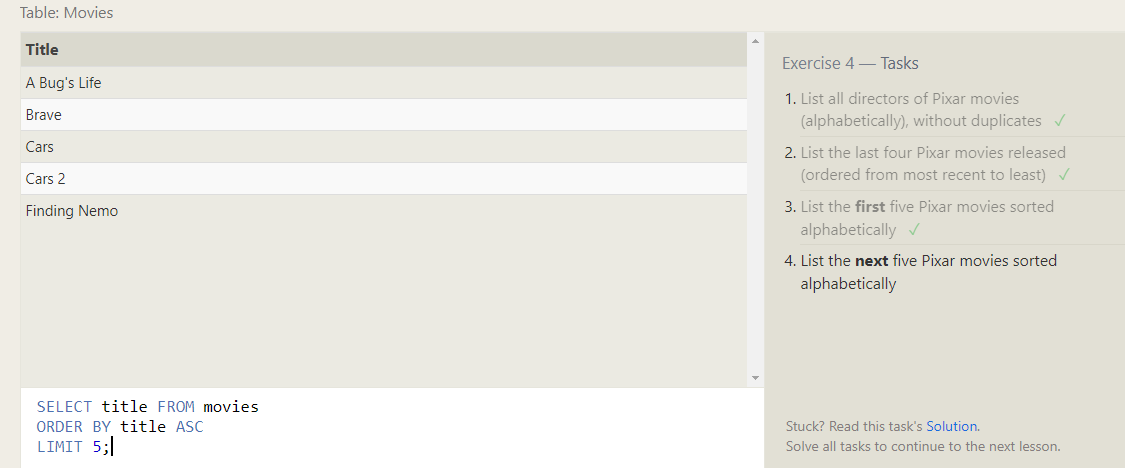 Table: Movies
Title
A Bug's Life
Brave
Cars
Cars 2
Finding Nemo
SELECT title FROM movies
ORDER BY title ASC
LIMIT 5;
Exercise 4 — Tasks
1. List all directors of Pixar movies
(alphabetically), without duplicates ✓
2. List the last four Pixar movies released
(ordered from most recent to least) ✓
3. List the first five Pixar movies sorted
alphabetically ✓
4. List the next five Pixar movies sorted
alphabetically
Stuck? Read this task's Solution.
Solve all tasks to continue to the next lesson.